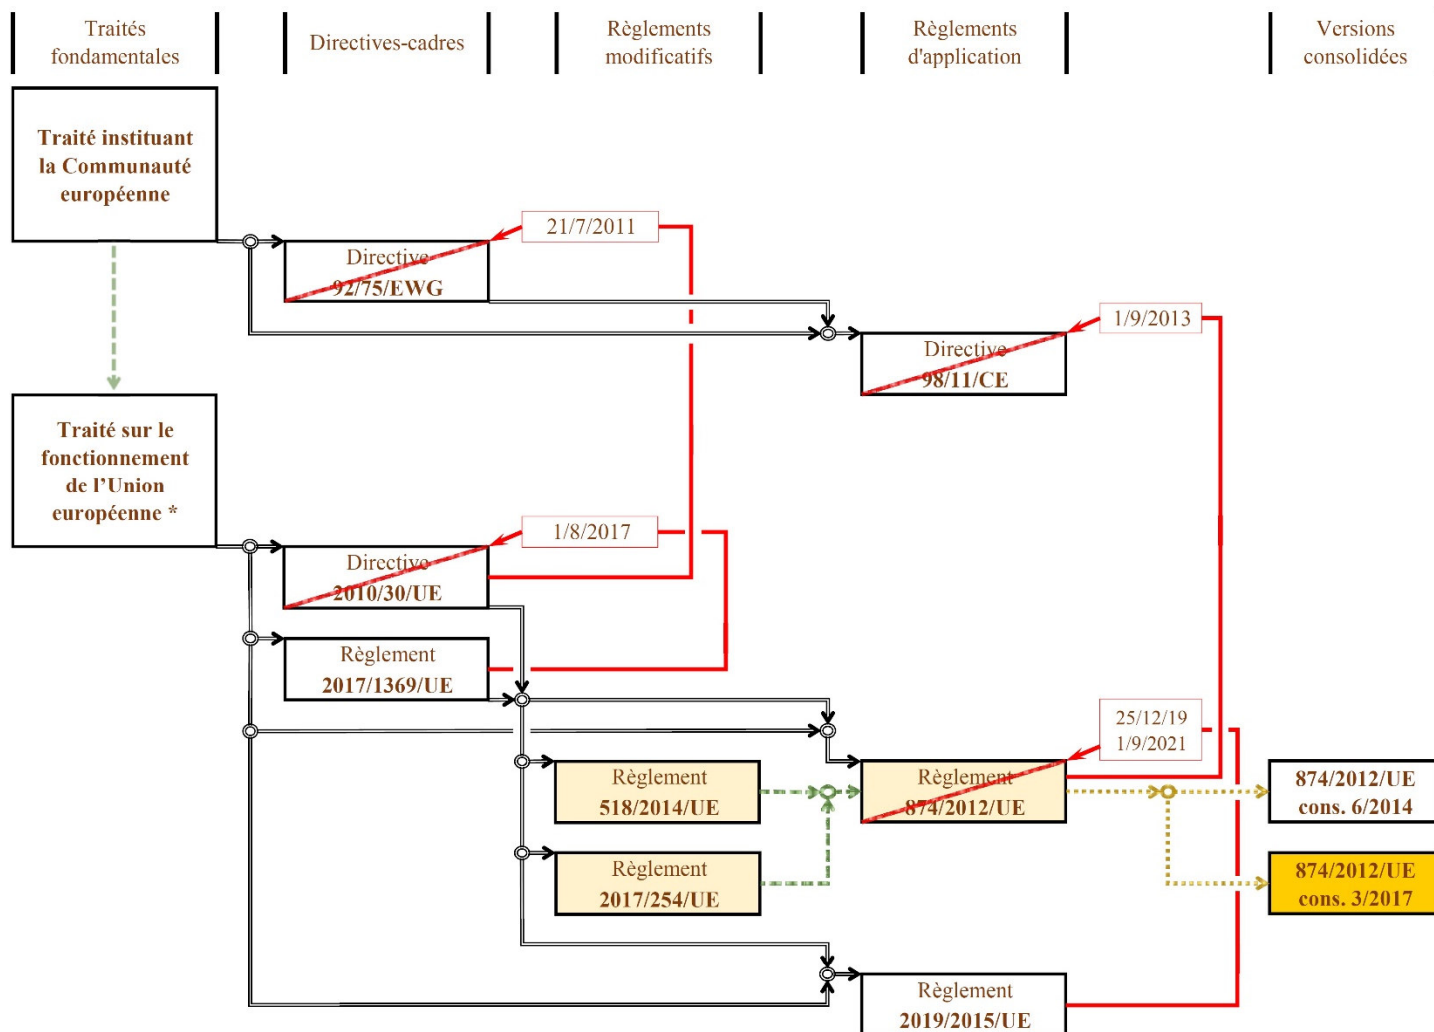 Traités
fondamentales
Directives-cadres
Règlements
modificatifs
Règlements
d'application
Versions
consolidées
Traité instituant
la Communauté
européenne
21/7/2011
Directive
92/75/EWG
1/9/2013
Directive
98/11/CE
Traité sur le
fonctionnement
de l’Union
européenne *
1/8/2017
Directive
2010/30/UE
Règlement
2017/1369/UE
25/12/19
1/9/2021
Règlement
518/2014/UE
Règlement
874/2012/UE
874/2012/UE
cons. 6/2014
Règlement
2017/254/UE
874/2012/UE
cons. 3/2017
Règlement
2019/2015/UE